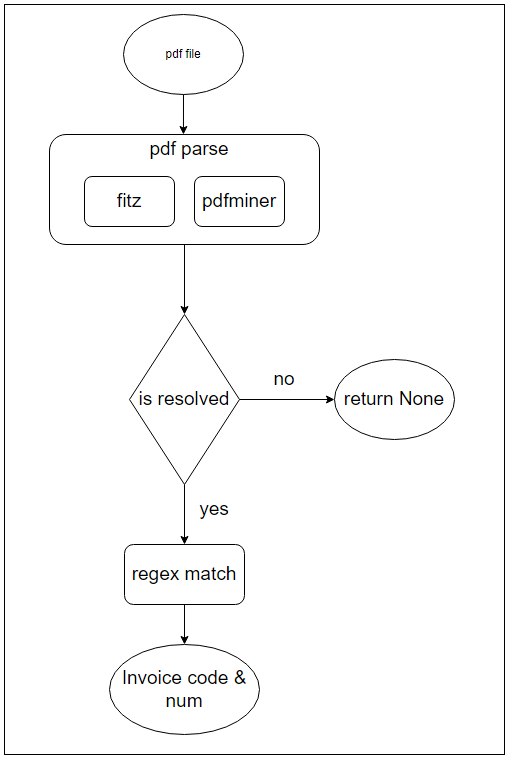 pdf file
pdf parse
fitz
pdfminer
is resolved
no
return None
yes
regex match
Invoice code &
num